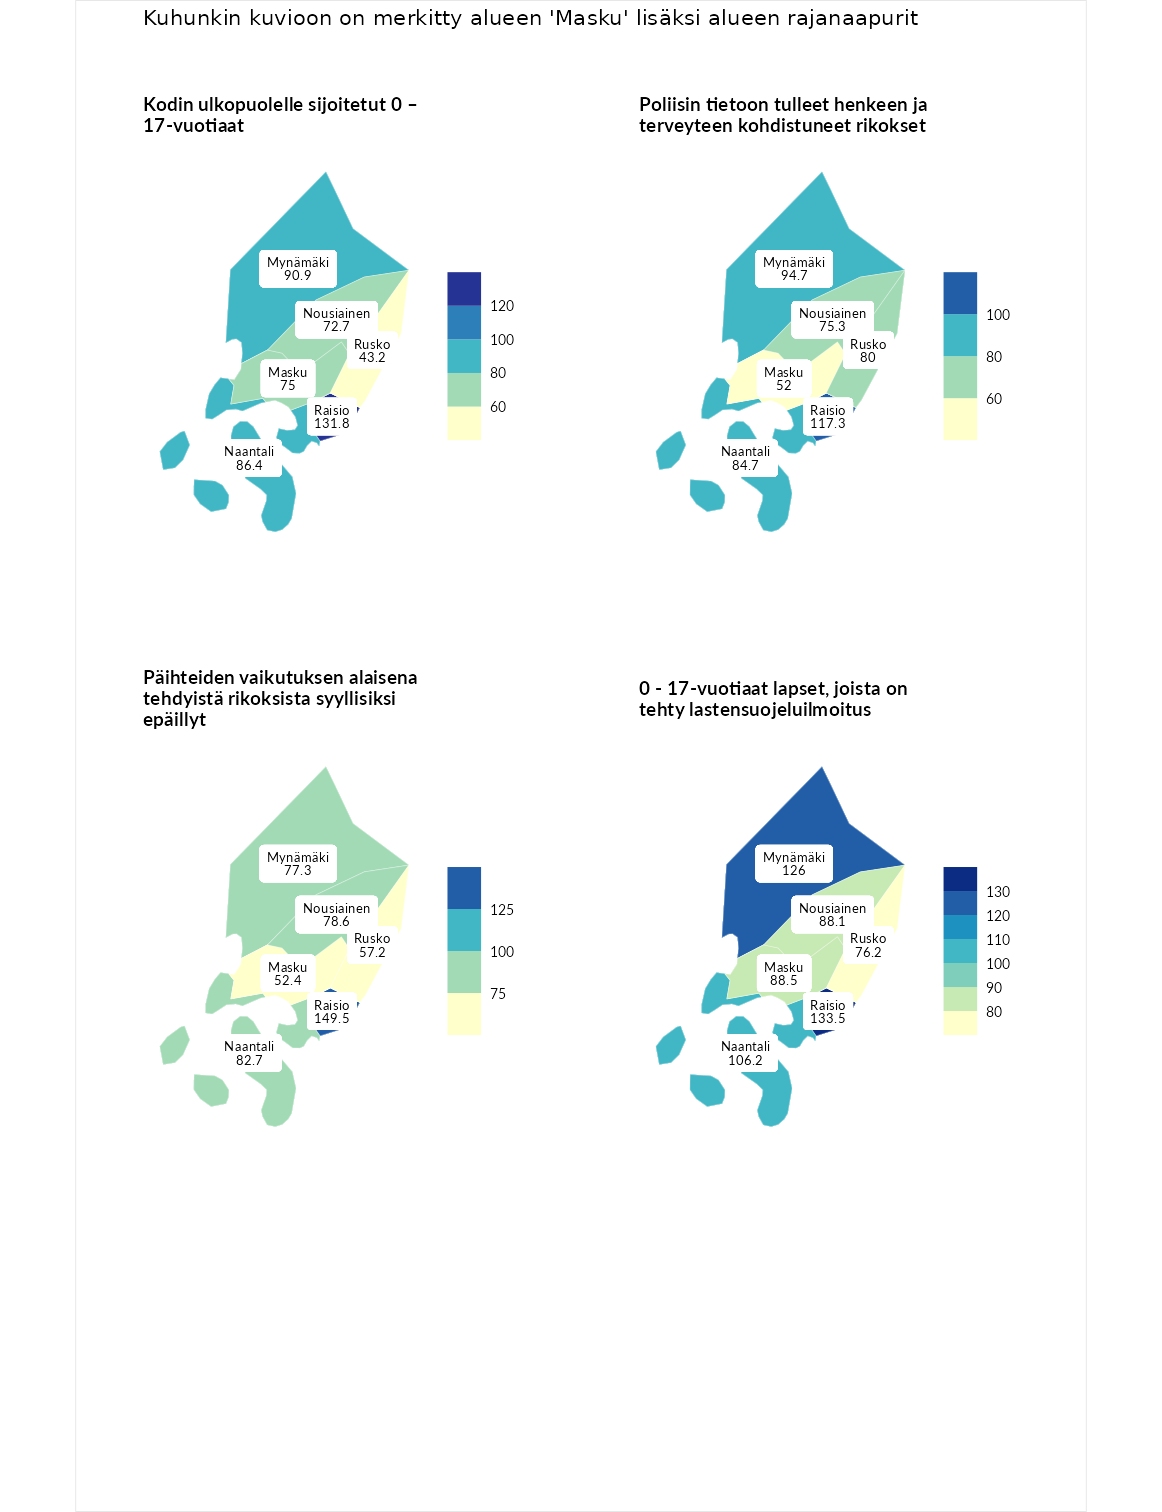 Kuhunkin kuvioon on merkitty alueen 'Masku' lisäksi alueen rajanaapurit
Kodin ulkopuolelle sijoitetut 0 –
17-vuotiaat
Mynämäki
90.9
Nousiainen
72.7
Rusko
43.2
Masku
75
Raisio
131.8
Naantali
86.4
120
100
80
60
Poliisin tietoon tulleet henkeen ja
terveyteen kohdistuneet rikokset
Mynämäki
94.7
Nousiainen
75.3
Rusko
80
Masku
52
Raisio
117.3
Naantali
84.7
100
80
60
Päihteiden vaikutuksen alaisena
tehdyistä rikoksista syyllisiksi
epäillyt
Mynämäki
77.3
Nousiainen
78.6
Rusko
57.2
Masku
52.4
Raisio
149.5
Naantali
82.7
125
100
75
0 - 17-vuotiaat lapset, joista on
tehty lastensuojeluilmoitus
Mynämäki
126
Nousiainen
88.1
Rusko
76.2
Masku
88.5
Raisio
133.5
Naantali
106.2
130
120
110
100
90
80